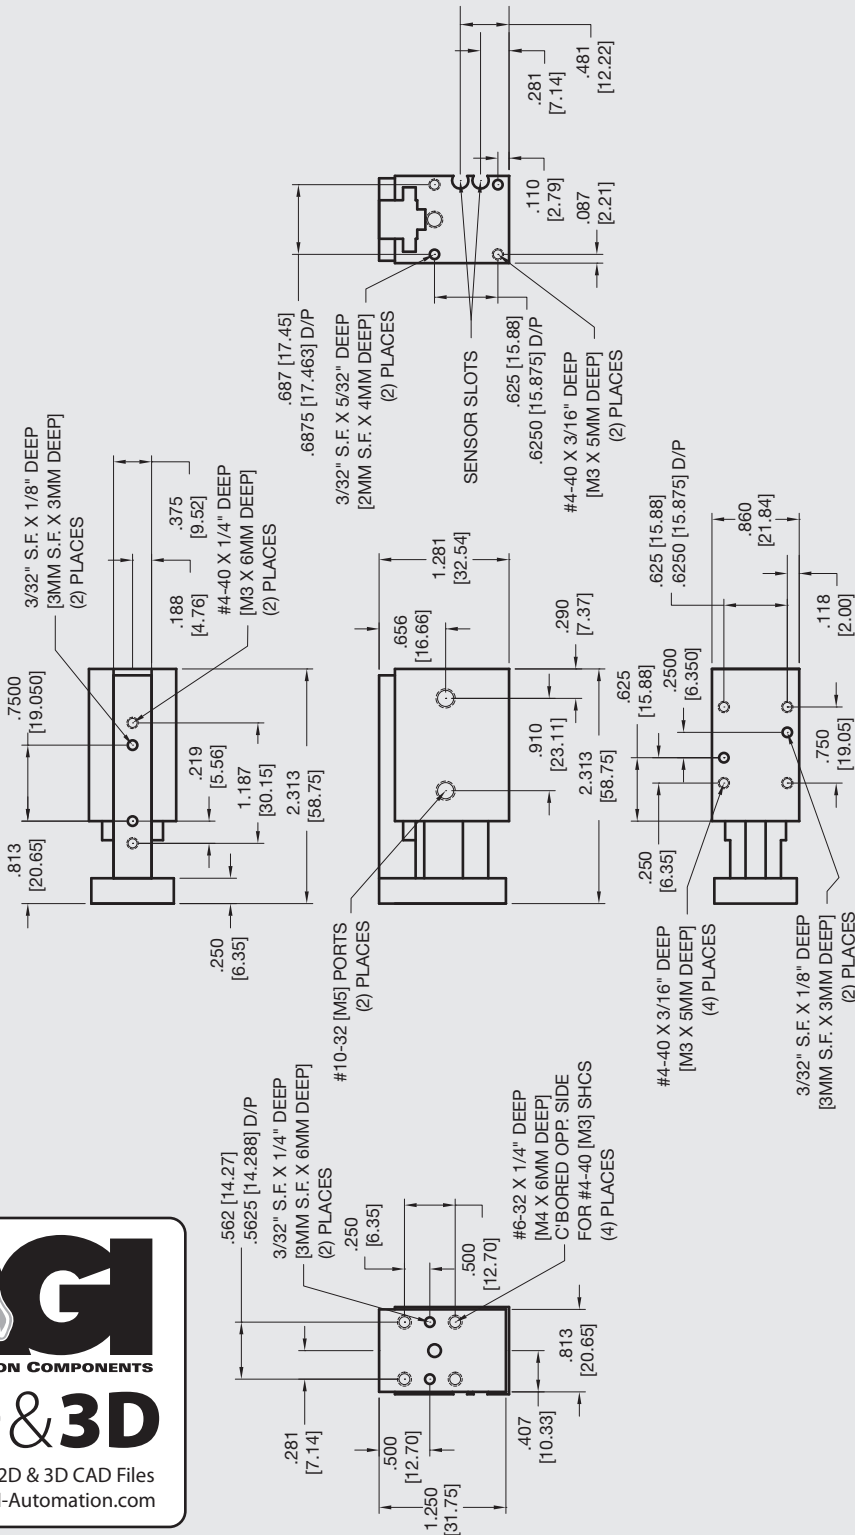 .481
[12.22]
.281
[7.14]
.110
[2.79]
.087
[2.21]
.687 [17.45]
.6875 [17.463] D/P
3/32" S.F. X 5/32" DEEP
[2MM S.F. X 4MM DEEP]
(2) PLACES
SENSOR SLOTS
.625 [15.88]
.6250 [15.875] D/P
#4-40 X 3/16" DEEP
[M3 X 5MM DEEP]
(2) PLACES
3/32" S.F. X 1/8" DEEP
[3MM S.F. X 3MM DEEP]
(2) PLACES
.375
[9.52]
.188
[4.76]
#4-40 X 1/4" DEEP
[M3 X 6MM DEEP]
(2) PLACES
.7500
[19.050]
.813
[20.65]
.219
[5.56]
1.187
[30.15]
2.313
[58.75]
.250
[6.35]
1.281
[32.54]
.656
[16.66]
.290
[7.37]
.910
[23.11]
2.313
[58.75]
#10-32 [M5] PORTS
(2) PLACES
.625 [15.88]
.6250 [15.875] D/P
.860
[21.84]
.625
[15.88]
.2500
[6.350]
.118
[2.00]
.750
[19.05]
.250
[6.35]
#4-40 X 3/16" DEEP
[M3 X 5MM DEEP]
(4) PLACES
3/32" S.F. X 1/8" DEEP
[3MM S.F. X 3MM DEEP]
(2) PLACES
.562 [14.27]
.5625 [14.288] D/P
3/32" S.F. X 1/4" DEEP
[3MM S.F. X 6MM DEEP]
(2) PLACES
.250
[6.35]
.500
[12.70]
#6-32 X 1/4" DEEP
[M4 X 6MM DEEP]
C'BORED OPP. SIDE
FOR #4-40 [M3] SHCS
(4) PLACES
.281
[7.14]
.500
[12.70]
1.250
[31.75]
.813
[20.65]
.407
[10.33]
GI
ON COMPONENTS
& 3D
2D & 3D CAD Files
-Automation.com